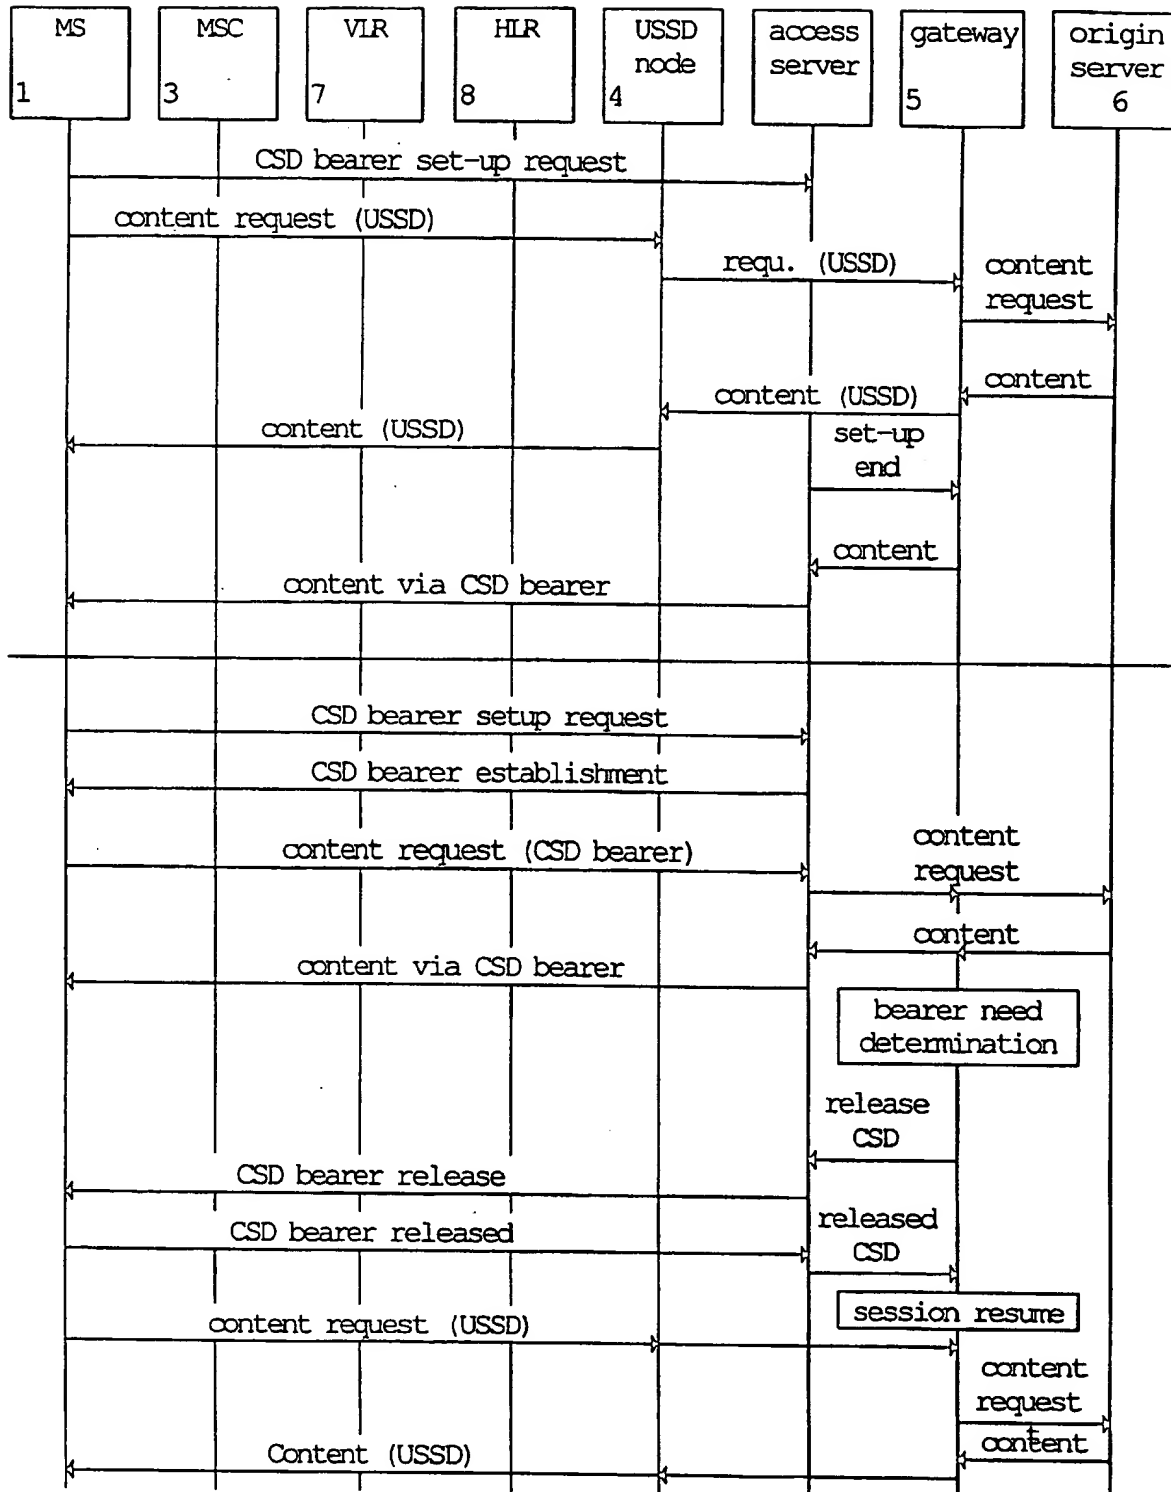 MS
1
MSC
3
VLR
7
HLR
8
USSD
node
4
access
server
gateway
5
origin
server
6
CSD bearer set-up request
content request (USSD)
requ. (USSD)
content
request
content
content (USSD)
content (USSD)
set-up
end
content
content via CSD bearer
CSD bearer setup request
CSD bearer establishment
content request (CSD bearer)
content
request
content
content via CSD bearer
bearer need
determination
release
CSD
CSD bearer release
CSD bearer released
released
CSD
session resume
content request (USSD)
content
request
content
Content (USSD)